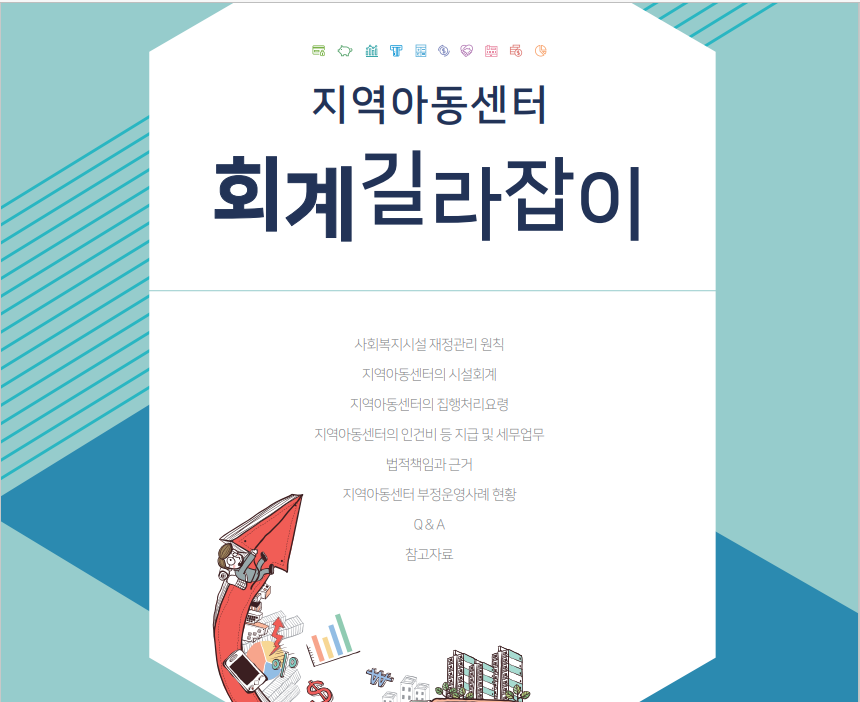 지역아동센터
회계길라잡이
사회복지시설 재정관리 원칙
지역아동센터의 시설회계
지역아동센터의 집행처리요령
지역아동센터의 인건비 등 지급 및 세무업무
법적책임과 근거
지역아동센터 부정운영사례 현황
Q & A
참고자료